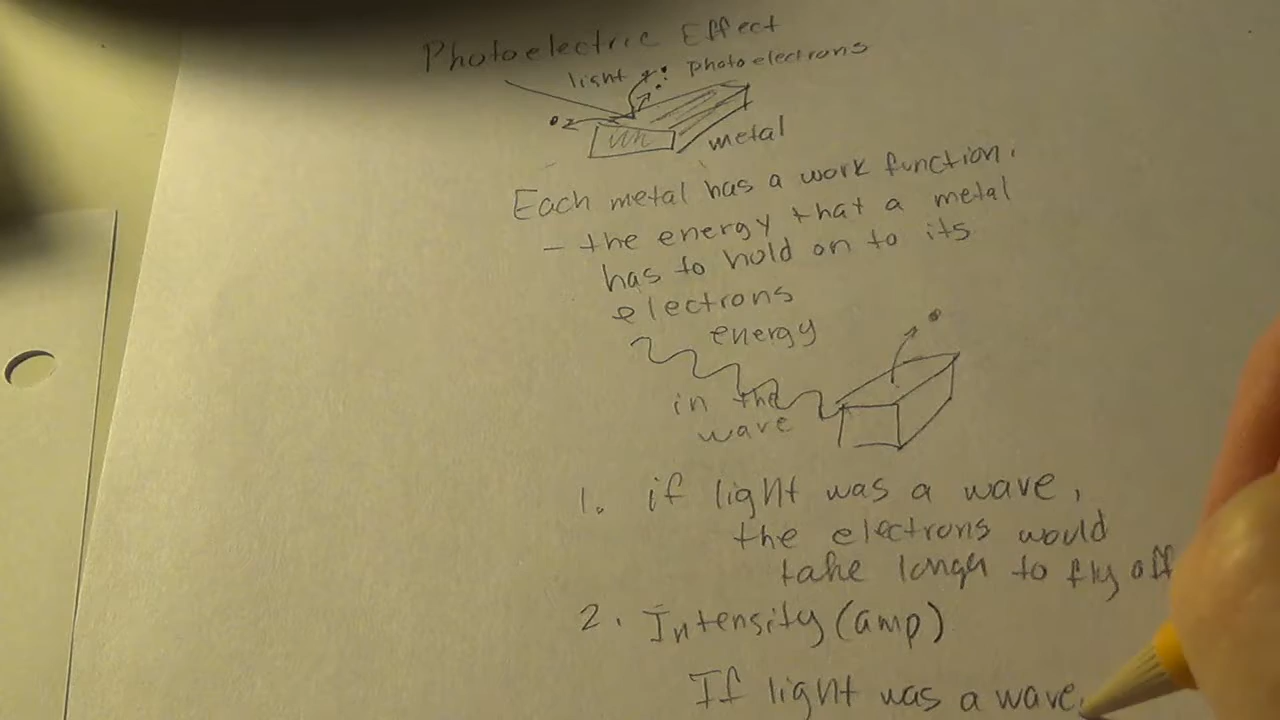 Photoelectric Effect
light photoelectrons
metal
Each metal has a work function.
- the energy that a metal
has to hold on to its
electrons
energy
in the
wave
1. if light was a wave,
the electrons would
take longer to fly off
2. Intensity (amp)
If light was a wave,